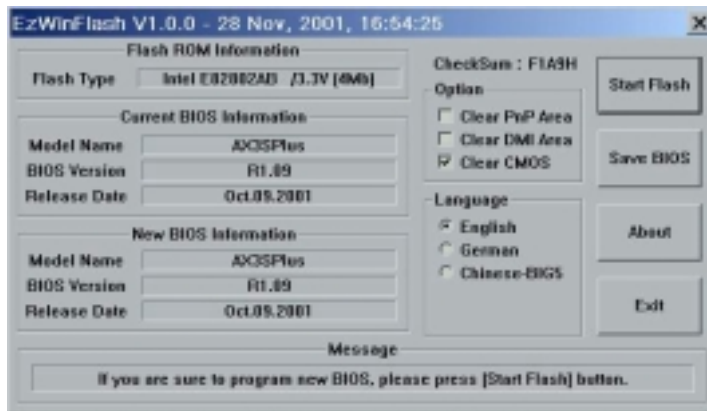 EzWinFlash V1.0.0 - 28 Nov, 2001, 16:54:25
Flash ROM Information
Flash Type Intel E82802AB /3.3V (4Mb)
Current BIOS Information
Model Name AX3SPlus
BIOS Version R1.09
Release Date Oct.09.2001
New BIOS Information
Model Name AX3SPlus
BIOS Version R1.09
Release Date Oct.09.2001
CheckSum : F1A9H
Option
Clear PnP Area
Clear DMI Area
Clear CMOS
Language
English
German
Chinese-BIG5
Start Flash
Save BIOS
About
Exit
Message
If you are sure to program new BIOS, please press [Start Flash] button.